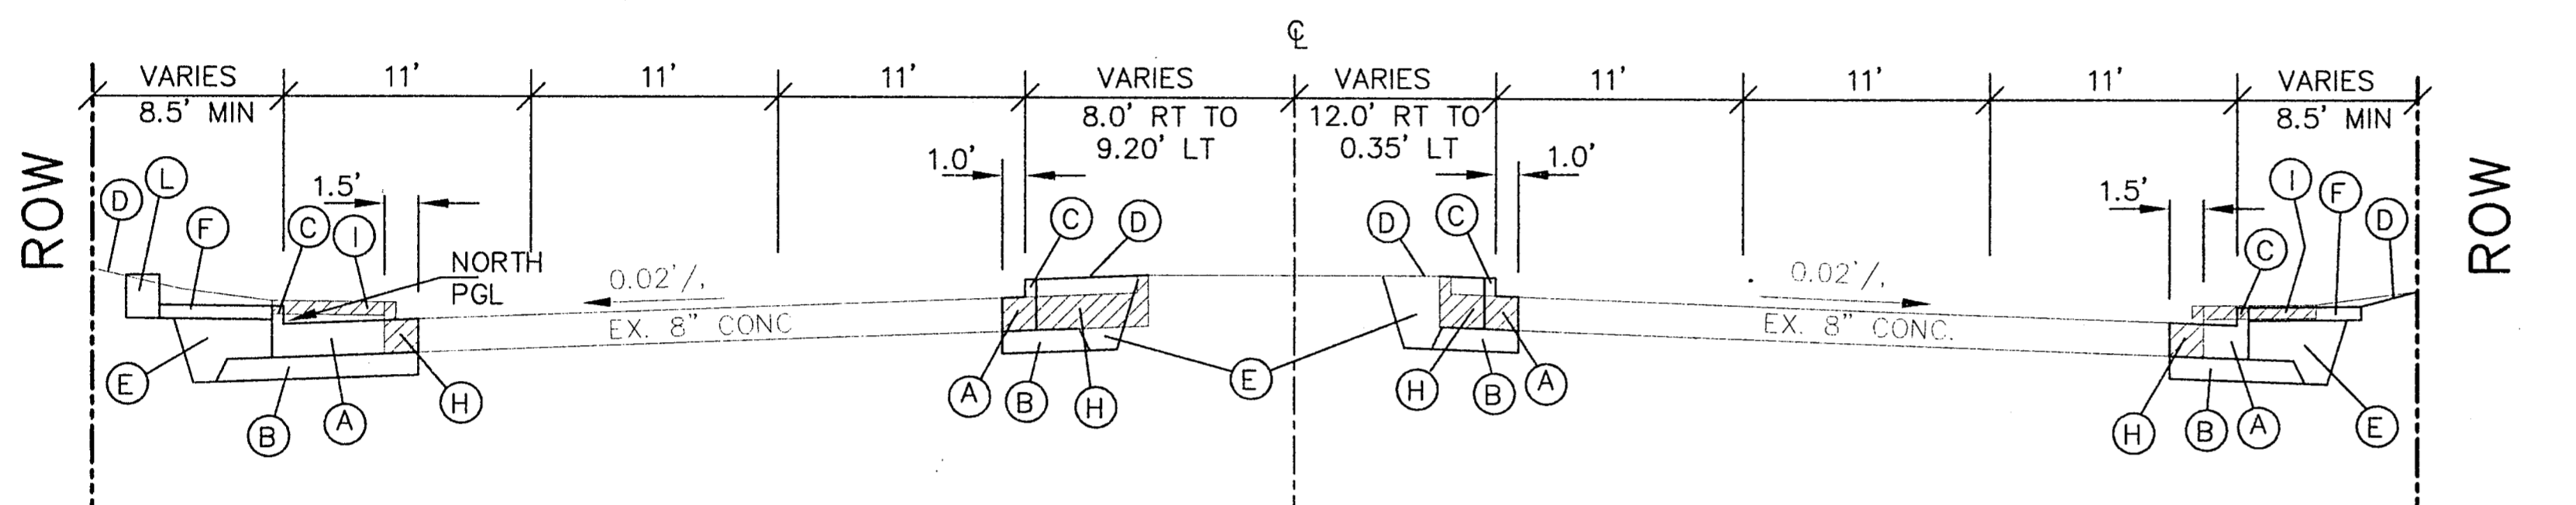 ℄
VARIES 11' 11' 11' VARIES VARIES 11' 11' 11' VARIES
8.5' MIN 8.0' RT TO 12.0' RT TO 8.5' MIN
9.20' LT 0.35' LT
1.0' 1.0'
1.5' 1.5'
ROW
ROW
D L F C I C D D C I F D C
NORTH
PGL
0.02'/, 0.02'/,
EX. 8" CONC EX. 8" CONC.
E B A H A B H E H B A H B A E